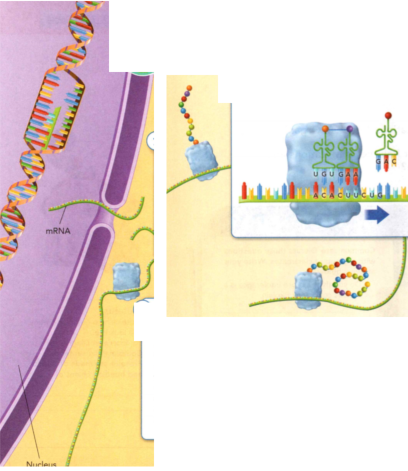 mRNA
Nucleus
G A C
U G U G A A
A C A C U U C U G